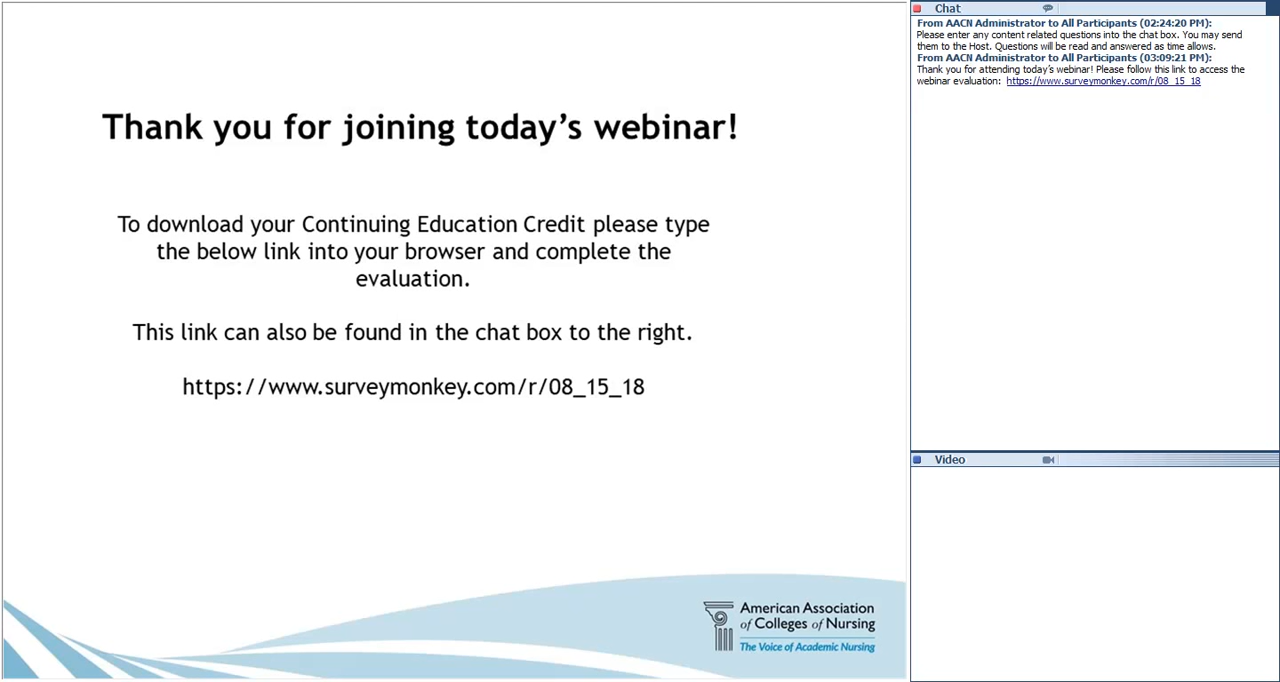 Thank you for joining today's webinar!
To download your Continuing Education Credit please type
the below link into your browser and complete the
evaluation.
This link can also be found in the chat box to the right.
https://www.surveymonkey.com/r/08_15_18
American Association
of Colleges of Nursing
The Voice of Academic Nursing
Chat
From AACN Administrator to All Participants (02:24:20 PM):
Please enter any content related questions into the chat box. You may send
them to the Host. Questions will be read and answered as time allows.
From AACN Administrator to All Participants (03:09:21 PM):
Thank you for attending today's webinar! Please follow this link to access the
webinar evaluation: https://www.surveymonkey.com/r/08_15_18
Video